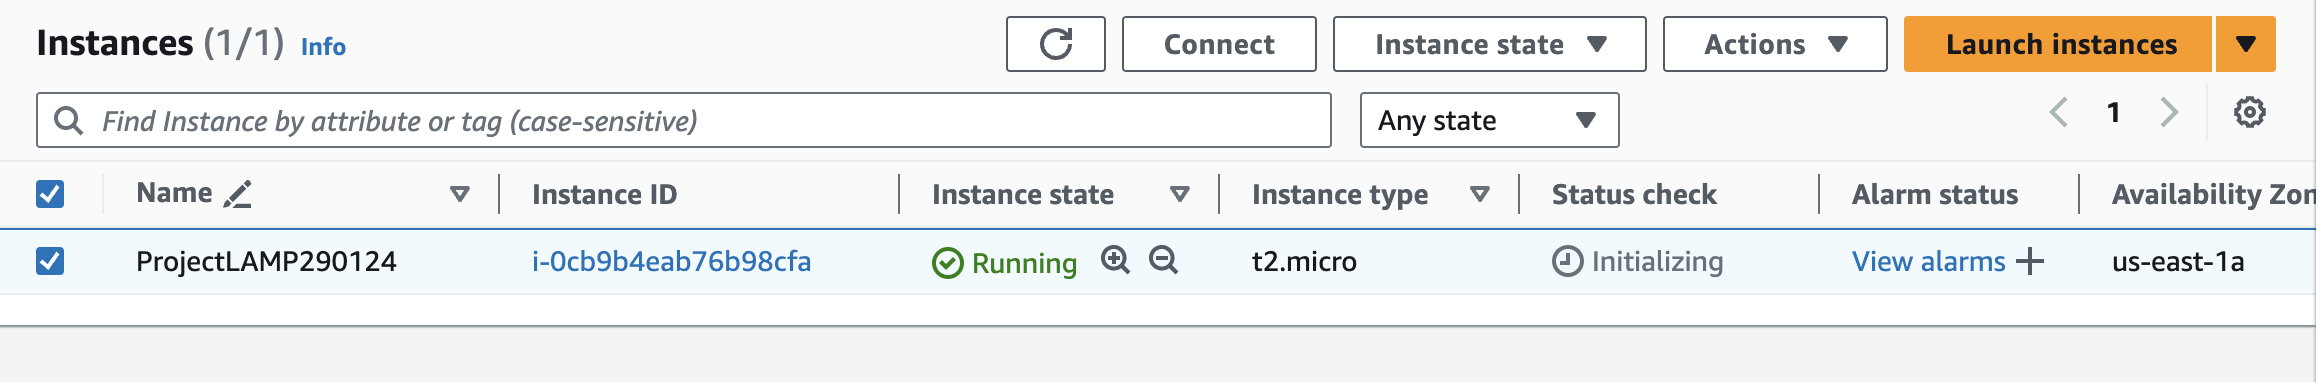 Instances (1/1) Info Connect Instance state Actions Launch instances
Find Instance by attribute or tag (case-sensitive) Any state 1
Name Instance ID Instance state Instance type Status check Alarm status Availability Zon
ProjectLAMP290124 i-0cb9b4eab76b98cfa Running t2.micro Initializing View alarms + us-east-1a